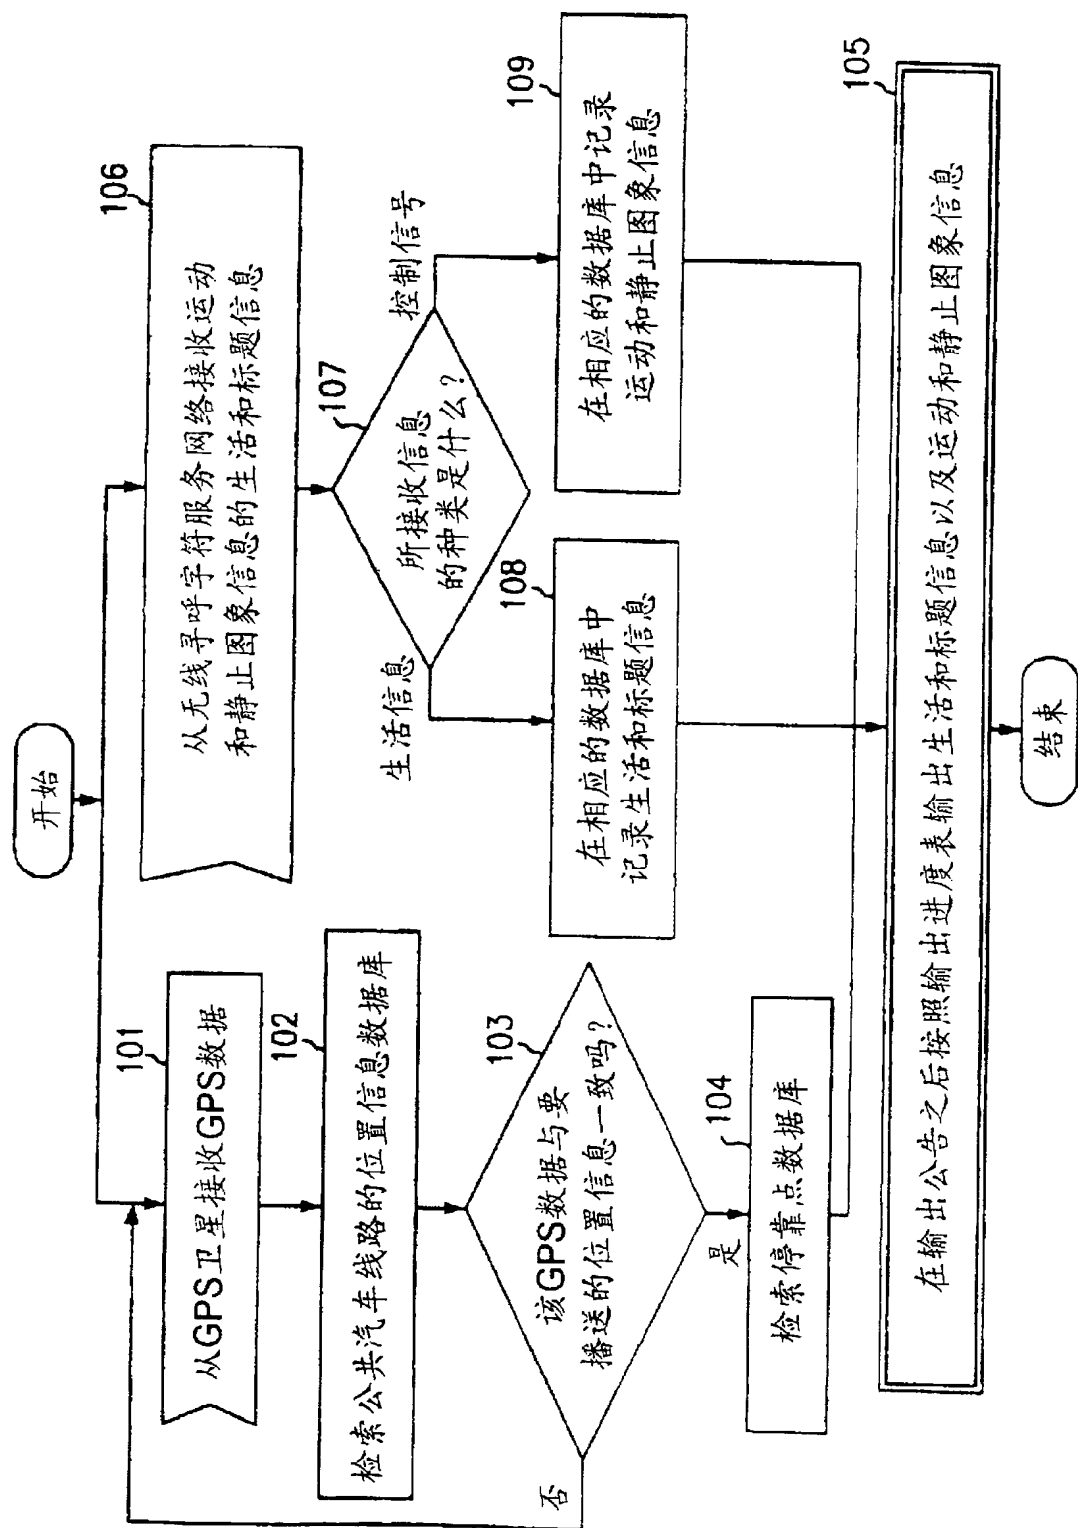 开始
101
从GPS卫星接收GPS数据
102
检索公共汽车线路的位置信息数据库
103
该GPS数据与要
播送的位置信息一致吗?
否
是
104
检索停靠点数据库
106
从无线寻呼字符服务网络接收运动
和静止图象信息的生活和标题信息
107
所接收信息
的种类是什么?
生活信息
控制信号
108
在相应的数据库中
记录生活和标题信息
109
在相应的数据库中记录
运动和静止图象信息
105
在输出公告之后按照输出进度表输出生活和标题信息以及运动和静止图象信息
结束